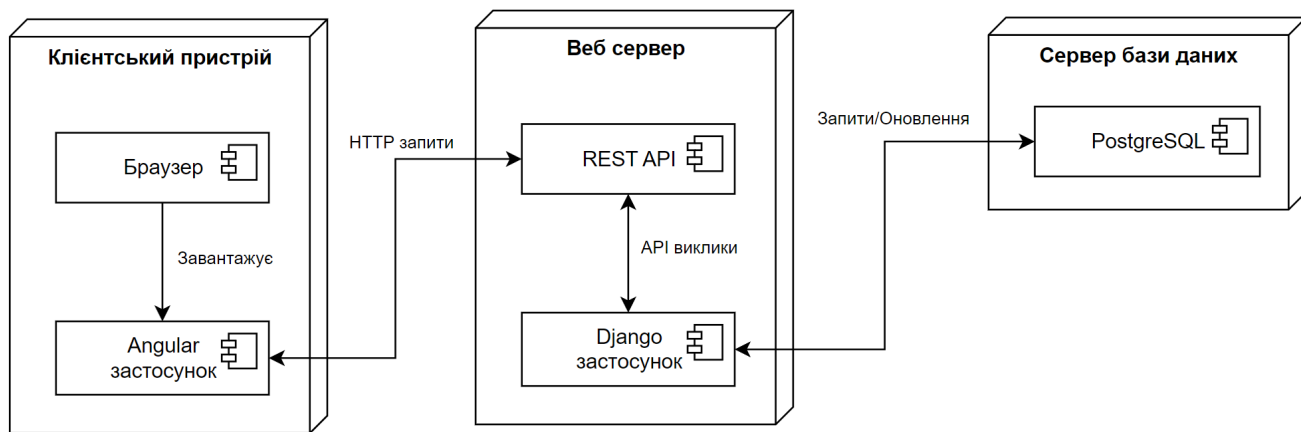 Клієнтський пристрій
Браузер
Завантажує
Angular
застосунок
HTTP запити
Веб сервер
REST API
API виклики
Django
застосунок
Запити/Оновлення
Сервер бази даних
PostgreSQL